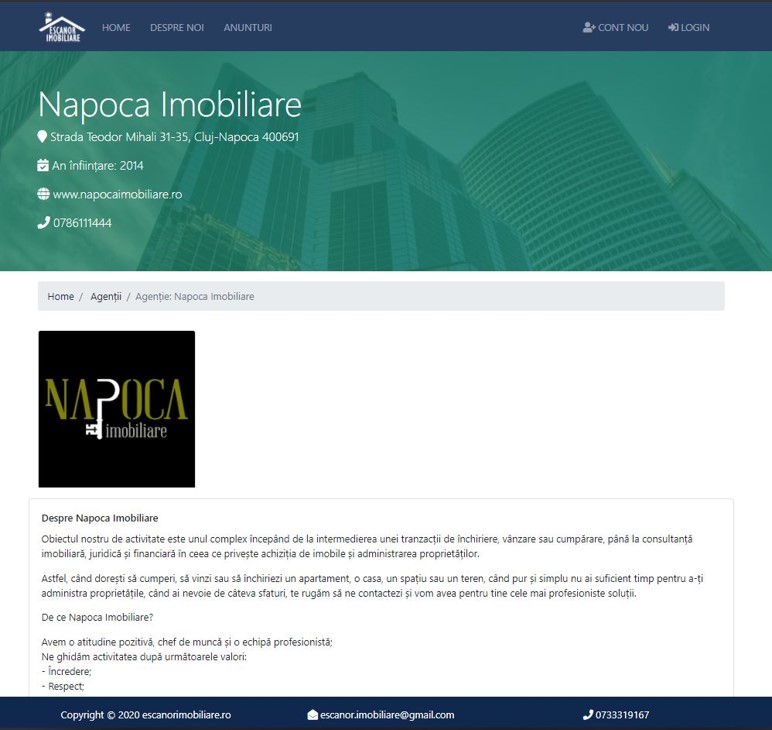 ESCANOR
IMOBILIARE
HOME
DESPRE NOI
ANUNTURI
CONT NOU
LOGIN
Napoca Imobiliare
Strada Teodor Mihali 31-35, Cluj-Napoca 400691
An înființare: 2014
www.napocaimobiliare.ro
0786111444
Home / Agenții / Agenție: Napoca Imobiliare
NAPOCA
imobiliare
Despre Napoca Imobiliare
Obiectul nostru de activitate este unul complex începând de la intermedierea unei tranzacții de închiriere, vânzare sau cumpărare, până la consultanță
imobiliară, juridică și financiară în ceea ce privește achiziția de imobile și administrarea proprietăților.
Astfel, când dorești să cumperi, să vinzi sau să închiriezi un apartament, o casa, un spațiu sau un teren, când pur și simplu nu ai suficient timp pentru a-ți
administra proprietățile, când ai nevoie de câteva sfaturi, te rugăm să ne contactezi și vom avea pentru tine cele mai profesioniste soluții.
De ce Napoca Imobiliare?
Avem o atitudine pozitivă, chef de muncă și o echipă profesionistă;
Ne ghidăm activitatea după următoarele valori:
- Încredere;
- Respect;
Copyright © 2020 escanorimobiliare.ro
escanor.imobiliare@gmail.com
0733319167